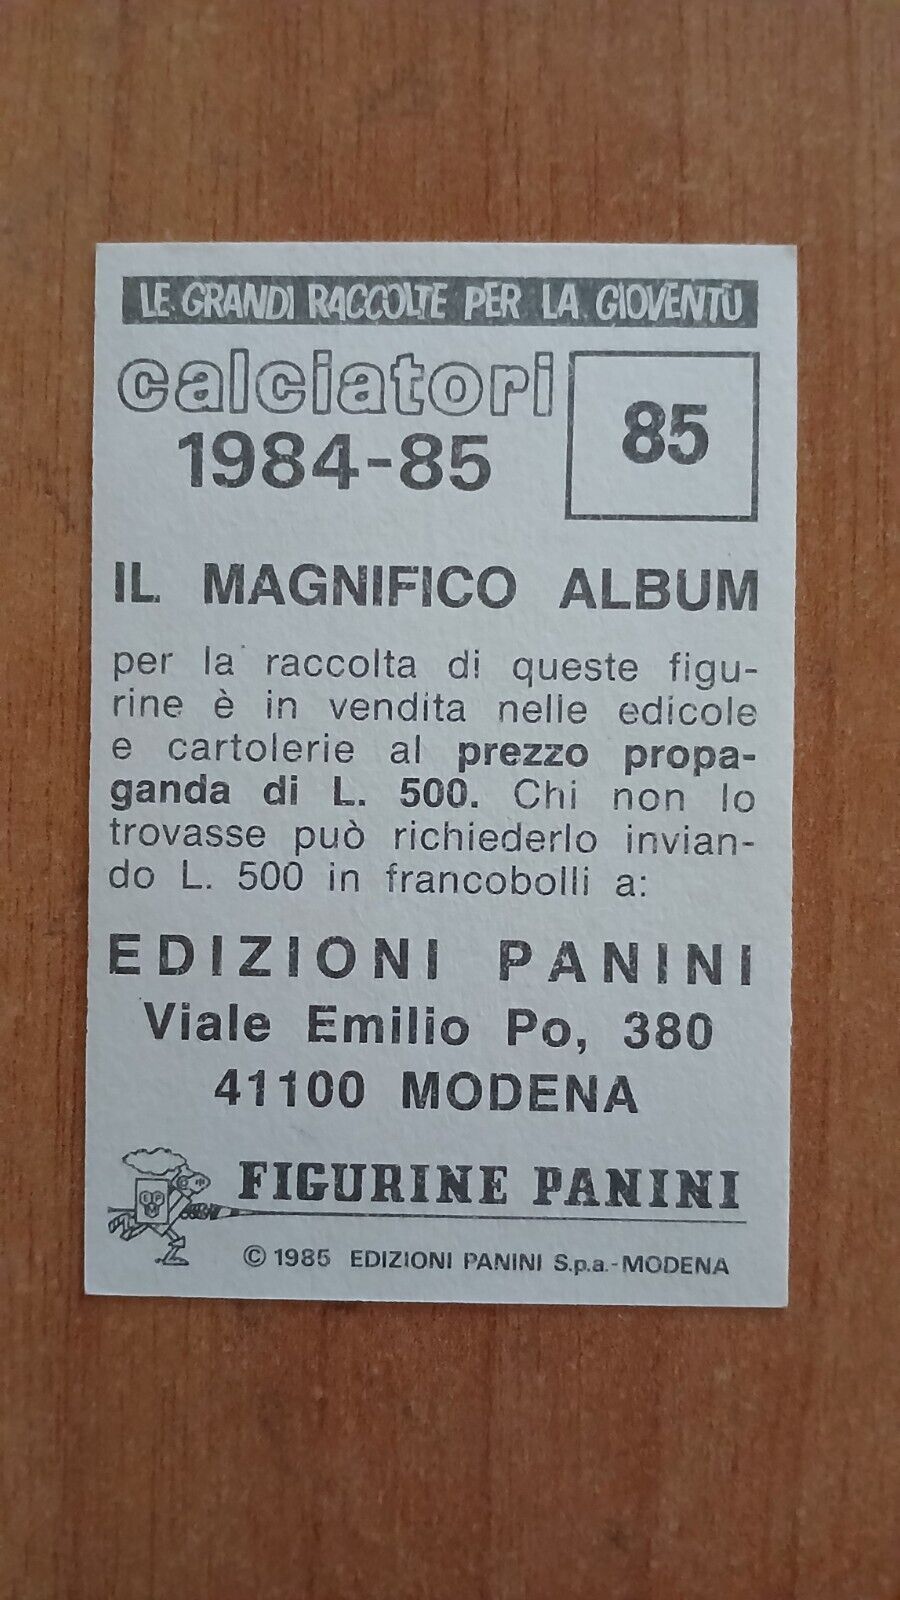 LE GRANDI RACCOLTE PER LA GIOVENTÙ
calciatori
1984-85
85
IL MAGNIFICO ALBUM
per la raccolta di queste figu-
rine è in vendita nelle edicole
e cartolerie al prezzo propa-
ganda di L. 500. Chi non lo
trovasse può richiederlo invian-
do L. 500 in francobolli a:
EDIZIONI PANINI
Viale Emilio Po, 380
41100 MODENA
FIGURINE PANINI
© 1985 EDIZIONI PANINI S.p.a.-MODENA